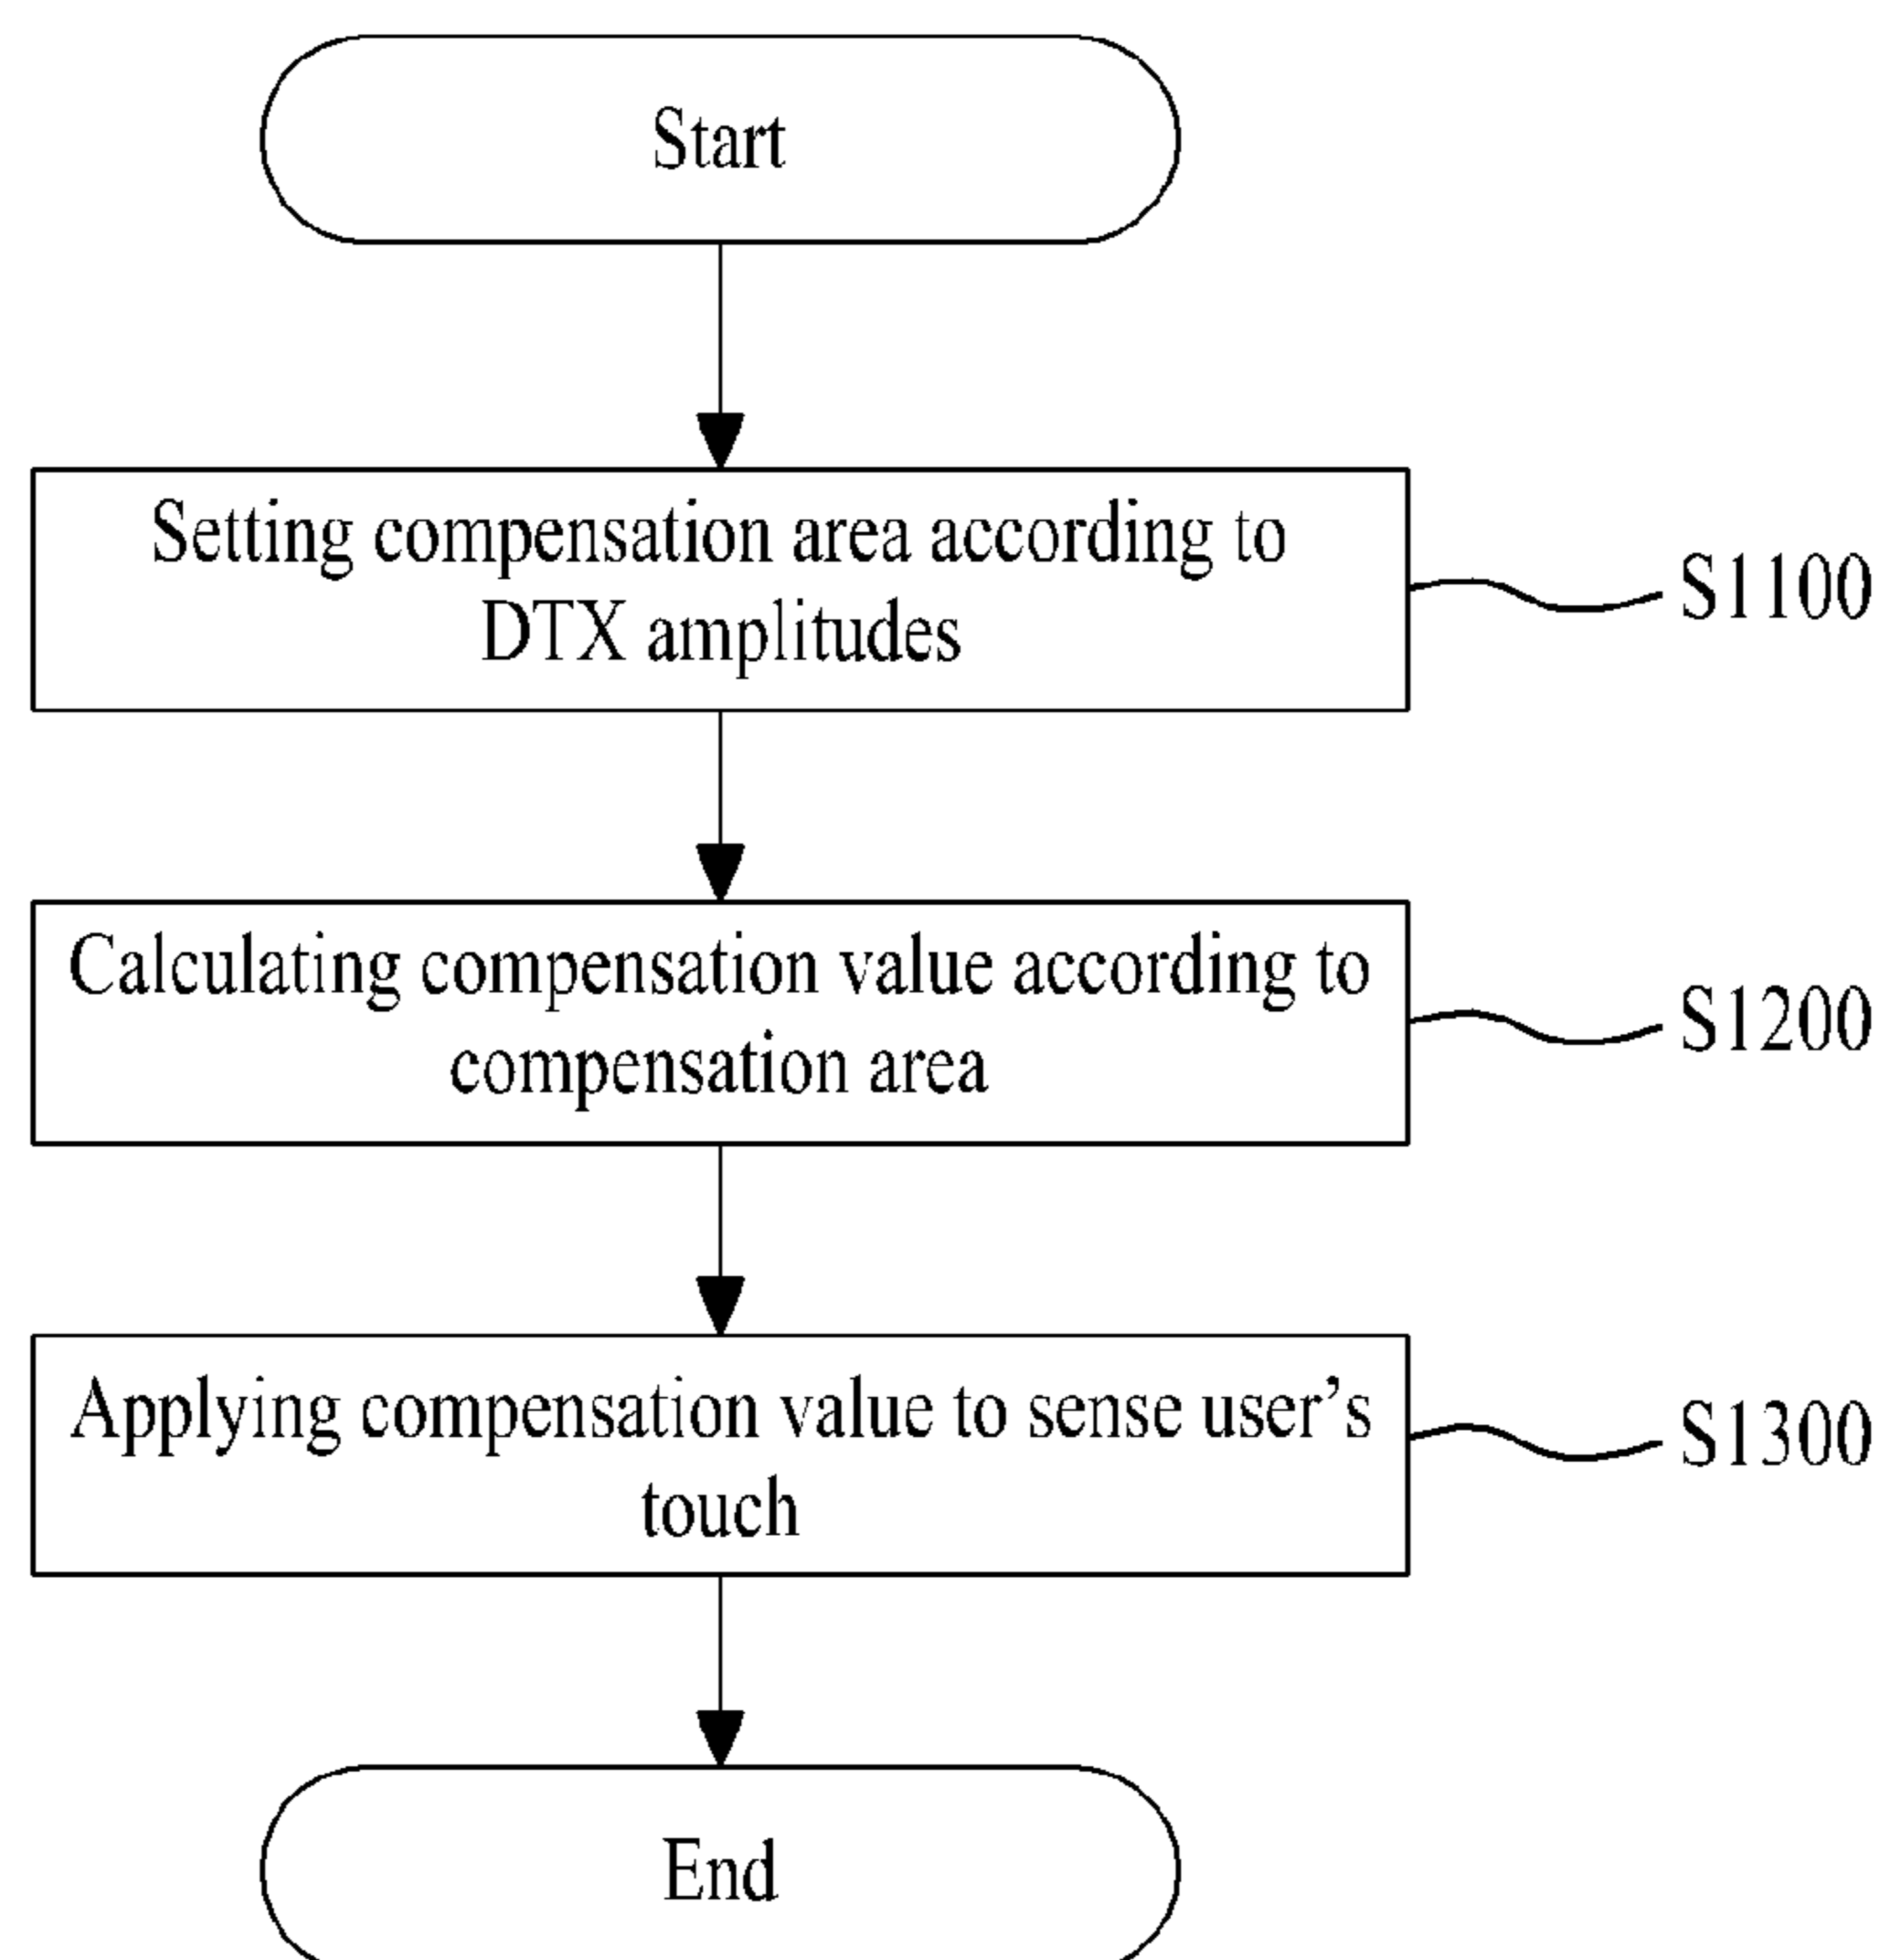 Start
Setting compensation area according to
DTX amplitudes
S1100
Calculating compensation value according to
compensation area
S1200
Applying compensation value to sense user’s
touch
S1300
End